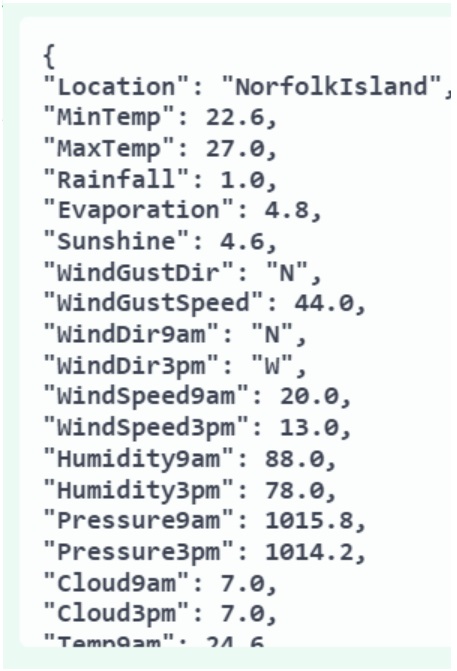 {
"Location": "NorfolkIsland",
"MinTemp": 22.6,
"MaxTemp": 27.0,
"Rainfall": 1.0,
"Evaporation": 4.8,
"Sunshine": 4.6,
"WindGustDir": "N",
"WindGustSpeed": 44.0,
"WindDir9am": "N",
"WindDir3pm": "W",
"WindSpeed9am": 20.0,
"WindSpeed3pm": 13.0,
"Humidity9am": 88.0,
"Humidity3pm": 78.0,
"Pressure9am": 1015.8,
"Pressure3pm": 1014.2,
"Cloud9am": 7.0,
"Cloud3pm": 7.0,
"Temp9am": 24.6